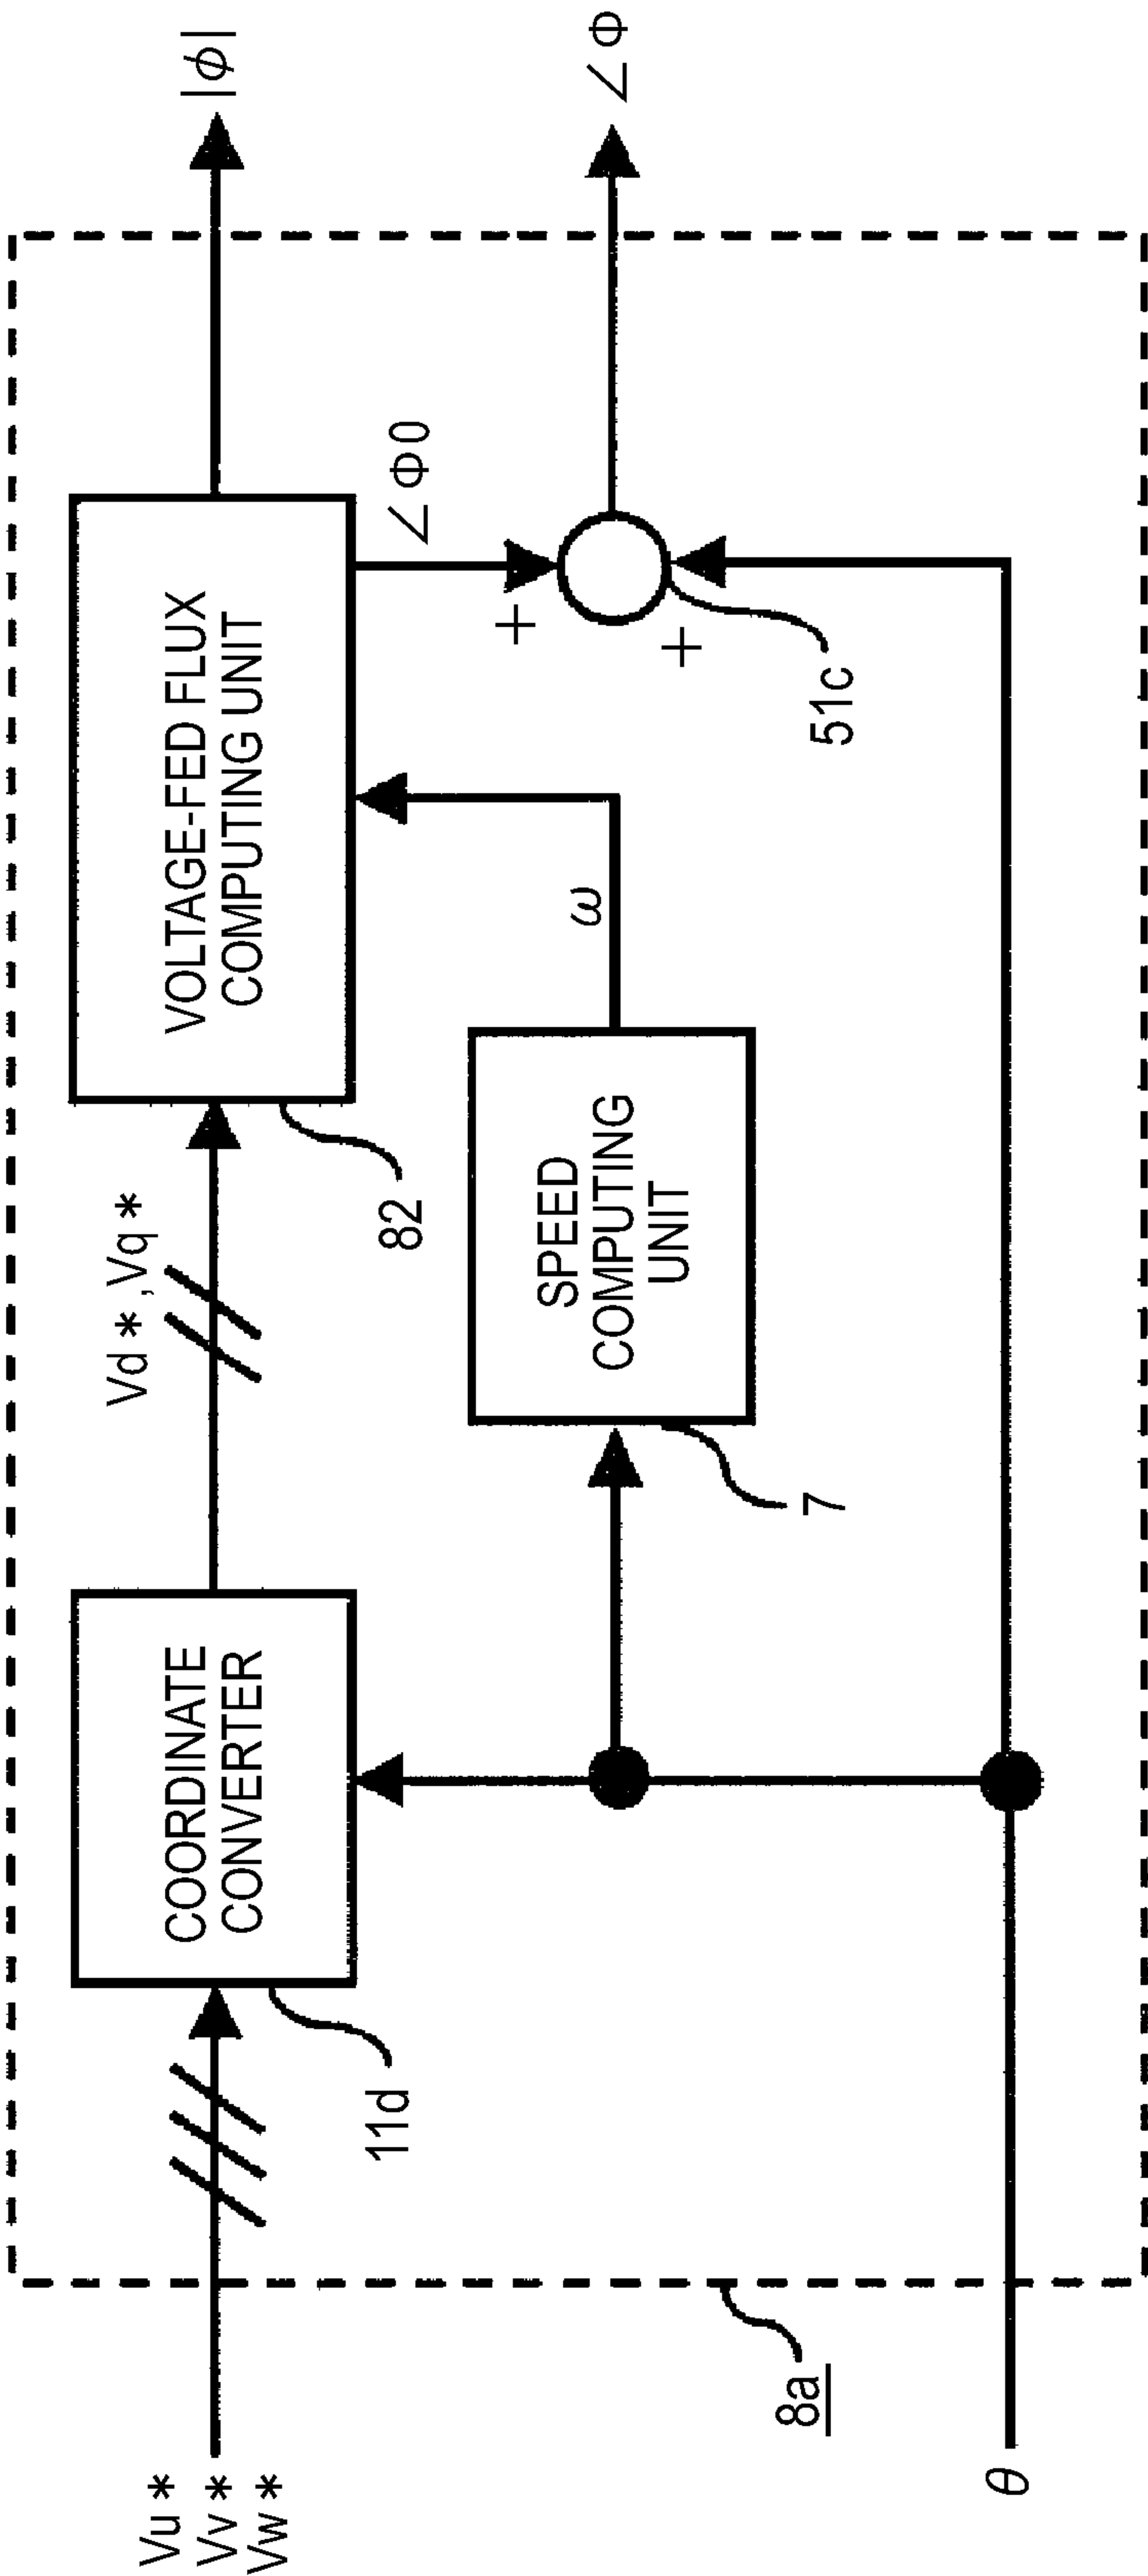 Vu*
Vv*
Vw*
COORDINATE
CONVERTER
11d
Vd*,Vq*
VOLTAGE-FED FLUX
COMPUTING UNIT
82
|ϕ|
∠Φ0
SPEED
COMPUTING
UNIT
7
ω
+
+
51c
∠Φ
8a
θ